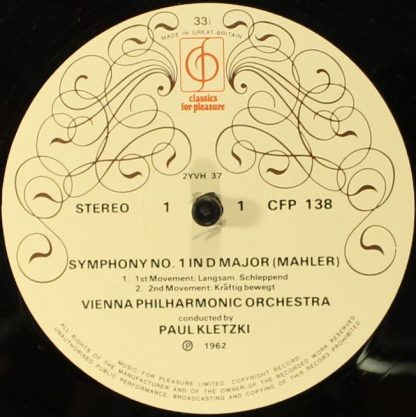 33⅓
MADE IN GREAT BRITAIN
classics
for pleasure
2YVH 37
STEREO 1 1 CFP 138
SYMPHONY NO. 1 IN D MAJOR (MAHLER)
1. 1st Movement: Langsam. Schleppend
2. 2nd Movement: Kräftig bewegt
VIENNA PHILHARMONIC ORCHESTRA
conducted by
PAUL KLETZKI
℗ 1962
MUSIC FOR PLEASURE LIMITED. COPYRIGHT RECORD.
ALL RIGHTS OF THE MANUFACTURER AND OF THE OWNER OF THE RECORDED WORK RESERVED.
UNAUTHORISED PUBLIC PERFORMANCE, BROADCASTING AND COPYING OF THIS RECORD PROHIBITED.